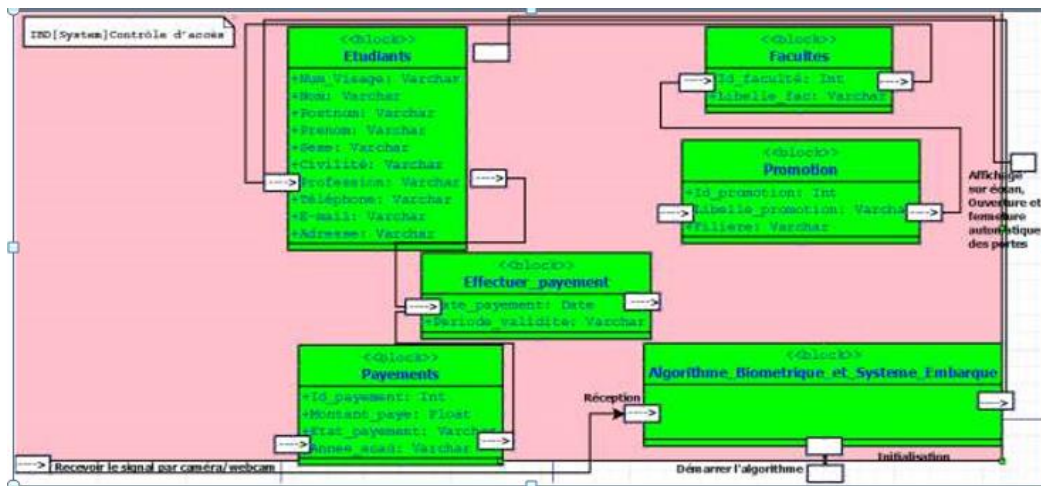 IBD[System]Contrôle d'accès
<<block>>
Etudiants
+Num_Visage: Varchar
+Nom: Varchar
+Postnom: Varchar
+Prenom: Varchar
+Sexe: Varchar
+Civilité: Varchar
Profession: Varchar
+Téléphone: Varchar
+E-mail: Varchar
+Adresse: Varchar
<<block>>
Facultes
Id_faculté: Int
+Libelle_fac: Varchar
<<block>>
Promotion
+Id_promotion: Int
Libelle_promotion: Varcha
Filiere: Varchar
Affichage
sur écran,
Ouverture et
fermeture
automatique
des portes
<<block>>
Effectuer_payement
ate_payement: Date
+Periode_validite: Varchar
<<block>>
Payements
+Id_payement: Int
+Montant_paye: Float
+Etat_payement: Varchar
Annee_acad: Varchar
<<block>>
Algorithme_Biometrique_et_Systeme_Embarque
Réception
Recevoir le signal par caméra/webcam
Initialisation
Démarrer l'algorithme